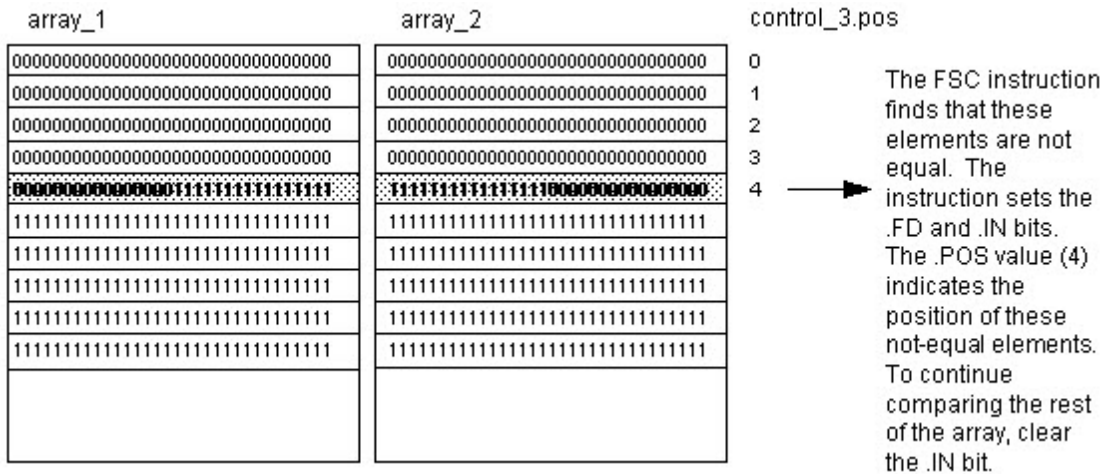 array_1 array_2 control_3.pos
00000000000000000000000000000000 00000000000000000000000000000000 0
00000000000000000000000000000000 00000000000000000000000000000000 1
00000000000000000000000000000000 00000000000000000000000000000000 2
00000000000000000000000000000000 00000000000000000000000000000000 3
00000000000000001111111111111111 11111111111111110000000000000000 4
11111111111111111111111111111111 11111111111111111111111111111111
11111111111111111111111111111111 11111111111111111111111111111111
11111111111111111111111111111111 11111111111111111111111111111111
11111111111111111111111111111111 11111111111111111111111111111111
11111111111111111111111111111111 11111111111111111111111111111111
The FSC instruction
finds that these
elements are not
equal. The
instruction sets the
.FD and .IN bits.
The .POS value (4)
indicates the
position of these
not-equal elements.
To continue
comparing the rest
of the array, clear
the .IN bit.